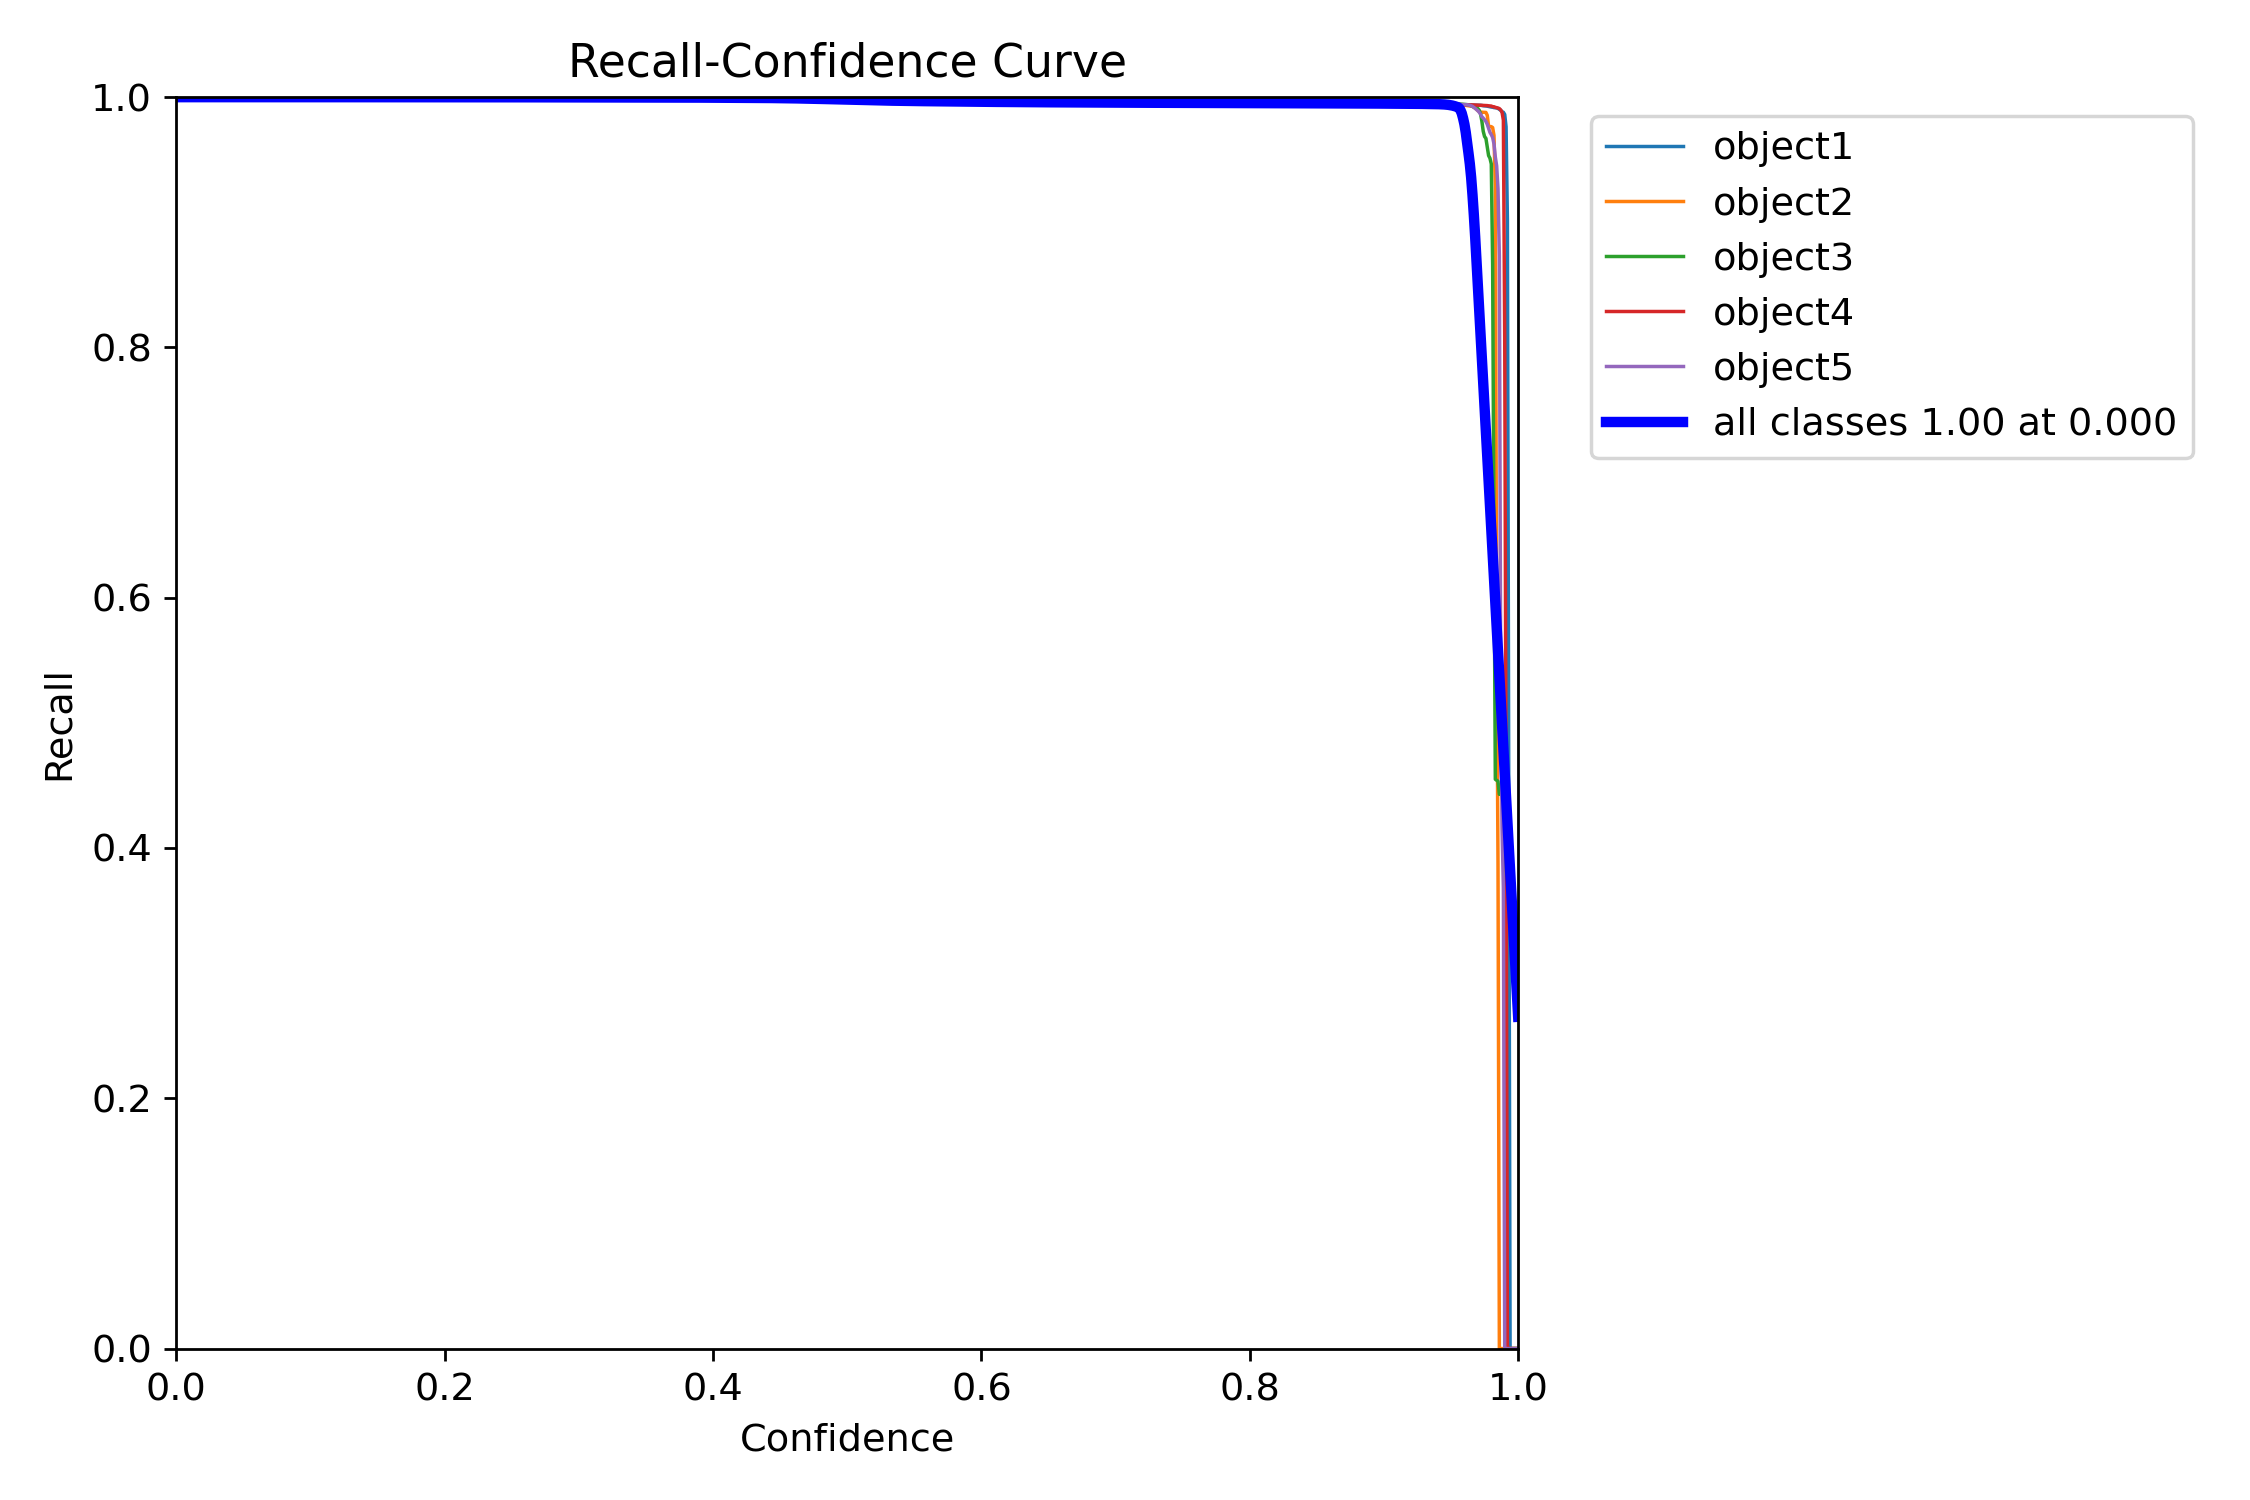 Recall-Confidence Curve
1.0
0.8
0.6
0.4
0.2
0.0
Recall
0.0 0.2 0.4 0.6 0.8 1.0
Confidence
object1
object2
object3
object4
object5
all classes 1.00 at 0.000